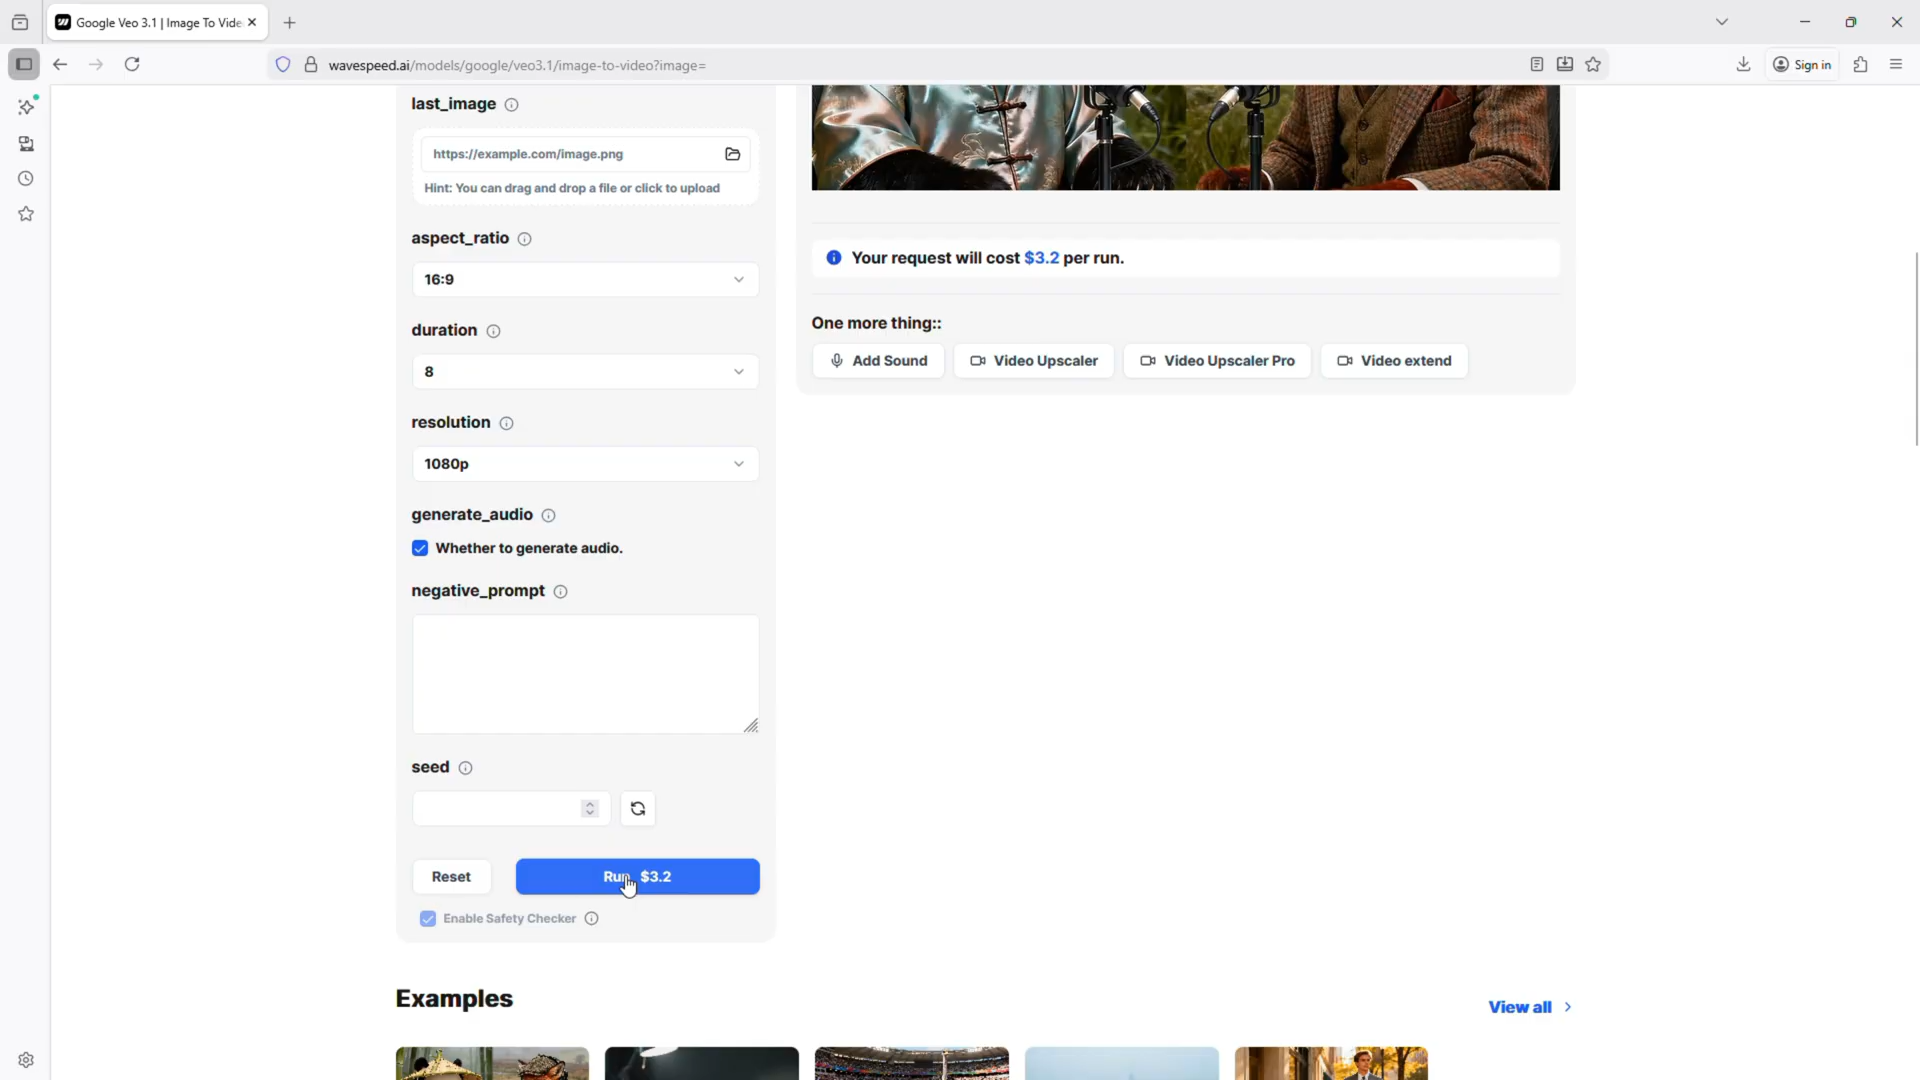 Google Veo 3.1 | Image To Vide
wavespeed.ai/models/google/veo3.1/image-to-video?image=
Sign in
last_image
https://example.com/image.png
Hint: You can drag and drop a file or click to upload
aspect_ratio
16:9
duration
8
resolution
1080p
generate_audio
Whether to generate audio.
negative_prompt
seed
Reset
Run $3.2
Enable Safety Checker
Your request will cost $3.2 per run.
One more thing::
Add Sound
Video Upscaler
Video Upscaler Pro
Video extend
Examples
View all